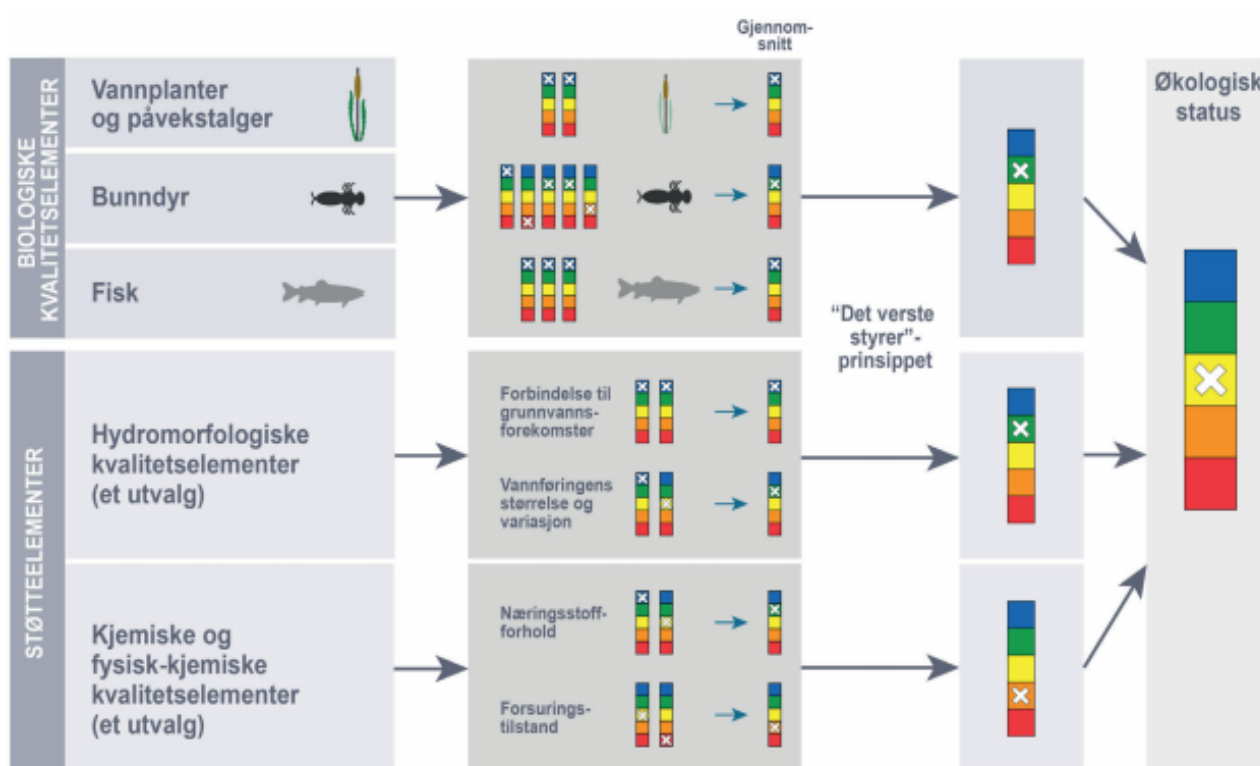 Gjennom-
snitt
Økologisk
status
BIOLOGISKE
KVALITETSELEMENTER
Vannplanter
og påvekstalger
Bunndyr
Fisk
"Det verste
styrer"-
prinsippet
STØTTEELEMENTER
Hydromorfologiske
kvalitetselementer
(et utvalg)
Forbindelse til
grunnvanns-
forekomster
Vannføringens
størrelse og
variasjon
Kjemiske og
fysisk-kjemiske
kvalitetselementer
(et utvalg)
Næringsstoff-
forhold
Forsurings-
tilstand